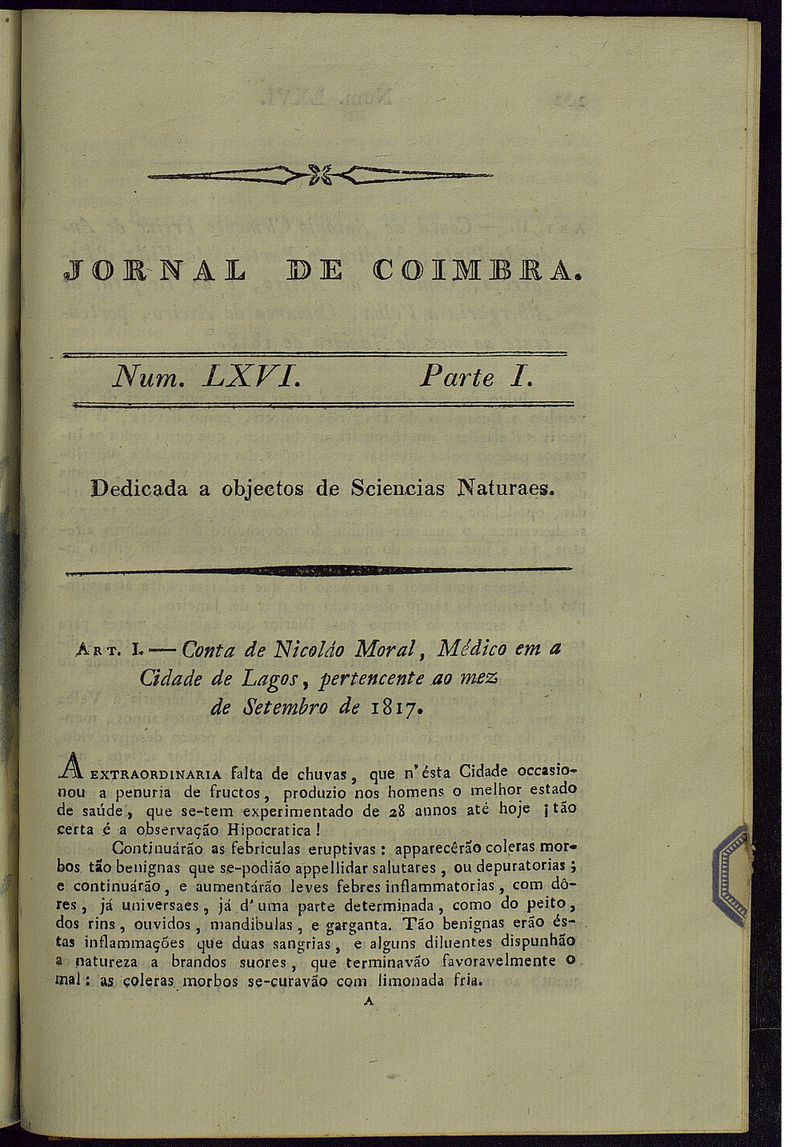 JORNAL DE COIMBRA.
Num. LXVI. Parte I.
Dedicada a objectos de Sciencias Naturaes.
ART. I.— Conta de Nicoláo Moral, Médico em a
Cidade de Lagos, pertencente ao mez
de Setembro de 1817.
A EXTRAORDINARIA falta de chuvas, que n'ésta Cidade occasio-
nou a penuria de fructos, produzio nos homens o melhor estado
de saúde, que se-tem experimentado de 28 annos até hoje ¡tão
certa é a observação Hipocratica!
Continuárão as febriculas eruptivas: apparecêrão coleras mor-
bos tão benignas que se-podião appellidar salutares, ou depuratorias;
e continuárão, e aumentárão leves febres inflammatorias, com dô-
res, já universaes, já d'uma parte determinada, como do peito,
dos rins, ouvidos, mandibulas, e garganta. Tão benignas erão és-
tas inflammações que duas sangrias, e alguns diluentes dispunhão
a natureza a brandos suores, que terminavão favoravelmente o
mal: as coleras morbos se-curavão com limonada fria.
A